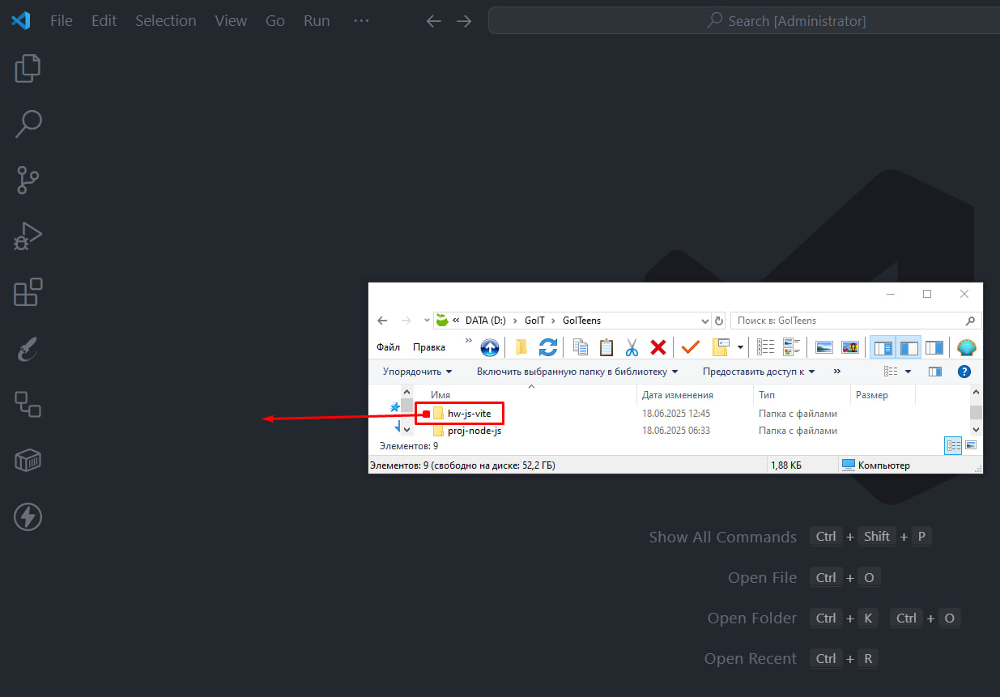 File Edit Selection View Go Run ···
Search [Administrator]
« DATA (D:) › GoIT › GoITeens
Поиск в: GoITeens
Файл Правка »
Упорядочить Включить выбранную папку в библиотеку Предоставить доступ к »
Имя Дата изменения Тип Размер
hw-js-vite 18.06.2025 12:45 Папка с файлами
proj-node-js 18.06.2025 06:33 Папка с файлами
Элементов: 9
Элементов: 9 (свободно на диске: 52,2 ГБ) 1,88 КБ Компьютер
Show All Commands Ctrl + Shift + P
Open File Ctrl + O
Open Folder Ctrl + K Ctrl + O
Open Recent Ctrl + R